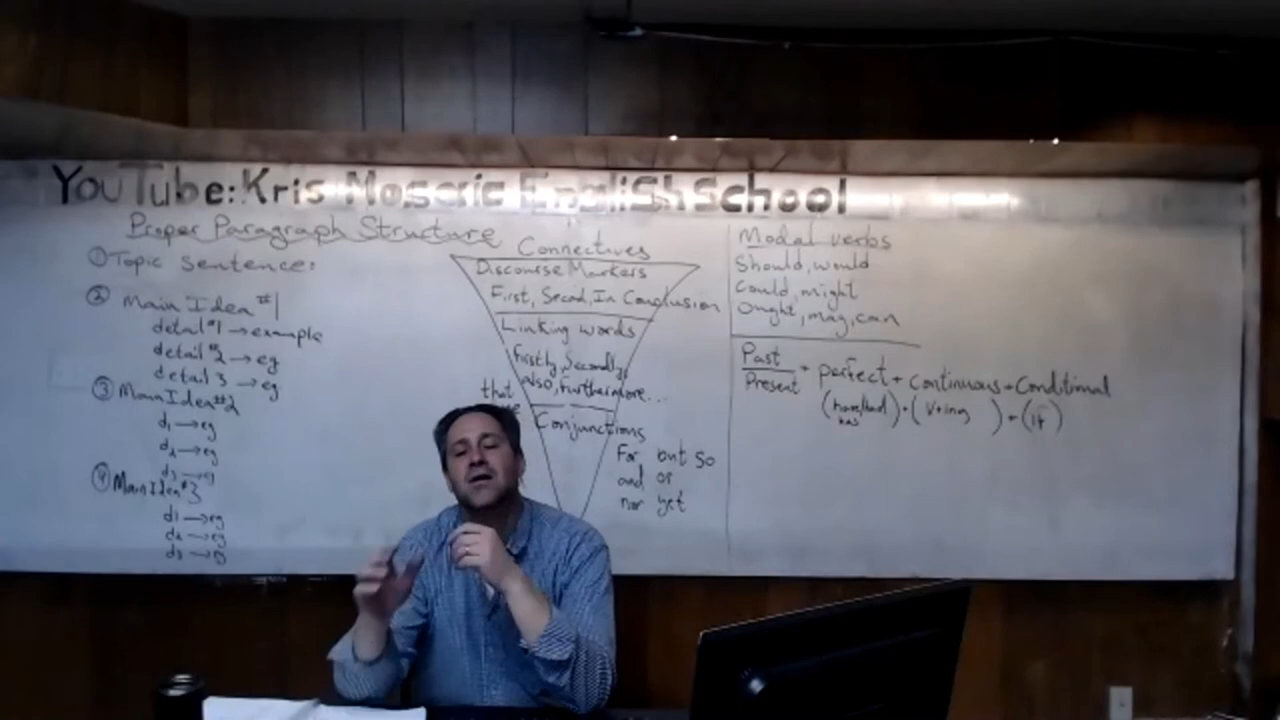 YouTube: Kris Mosaic English School
Proper Paragraph Structure
① Topic Sentence:
② Main Idea #1
detail #1 → example
detail #2 → eg
detail 3 → eg
③ Main Idea #2
d1 → eg
d2 → eg
d3 → eg
④ Main Idea #3
d1 → eg
d2 → eg
d3 → eg
Connectives
Discourse Markers
First, Second, In Conclusion
Linking words
firstly, Secondly,
also, furthermore...
that
Conjunctions
For but so
and or
nor yet
Modal verbs
Should, would
Could, might
Ought, may, can
Past
Present + perfect + continuous + Conditional
(have/had) + (V+ing ) + (if)
has